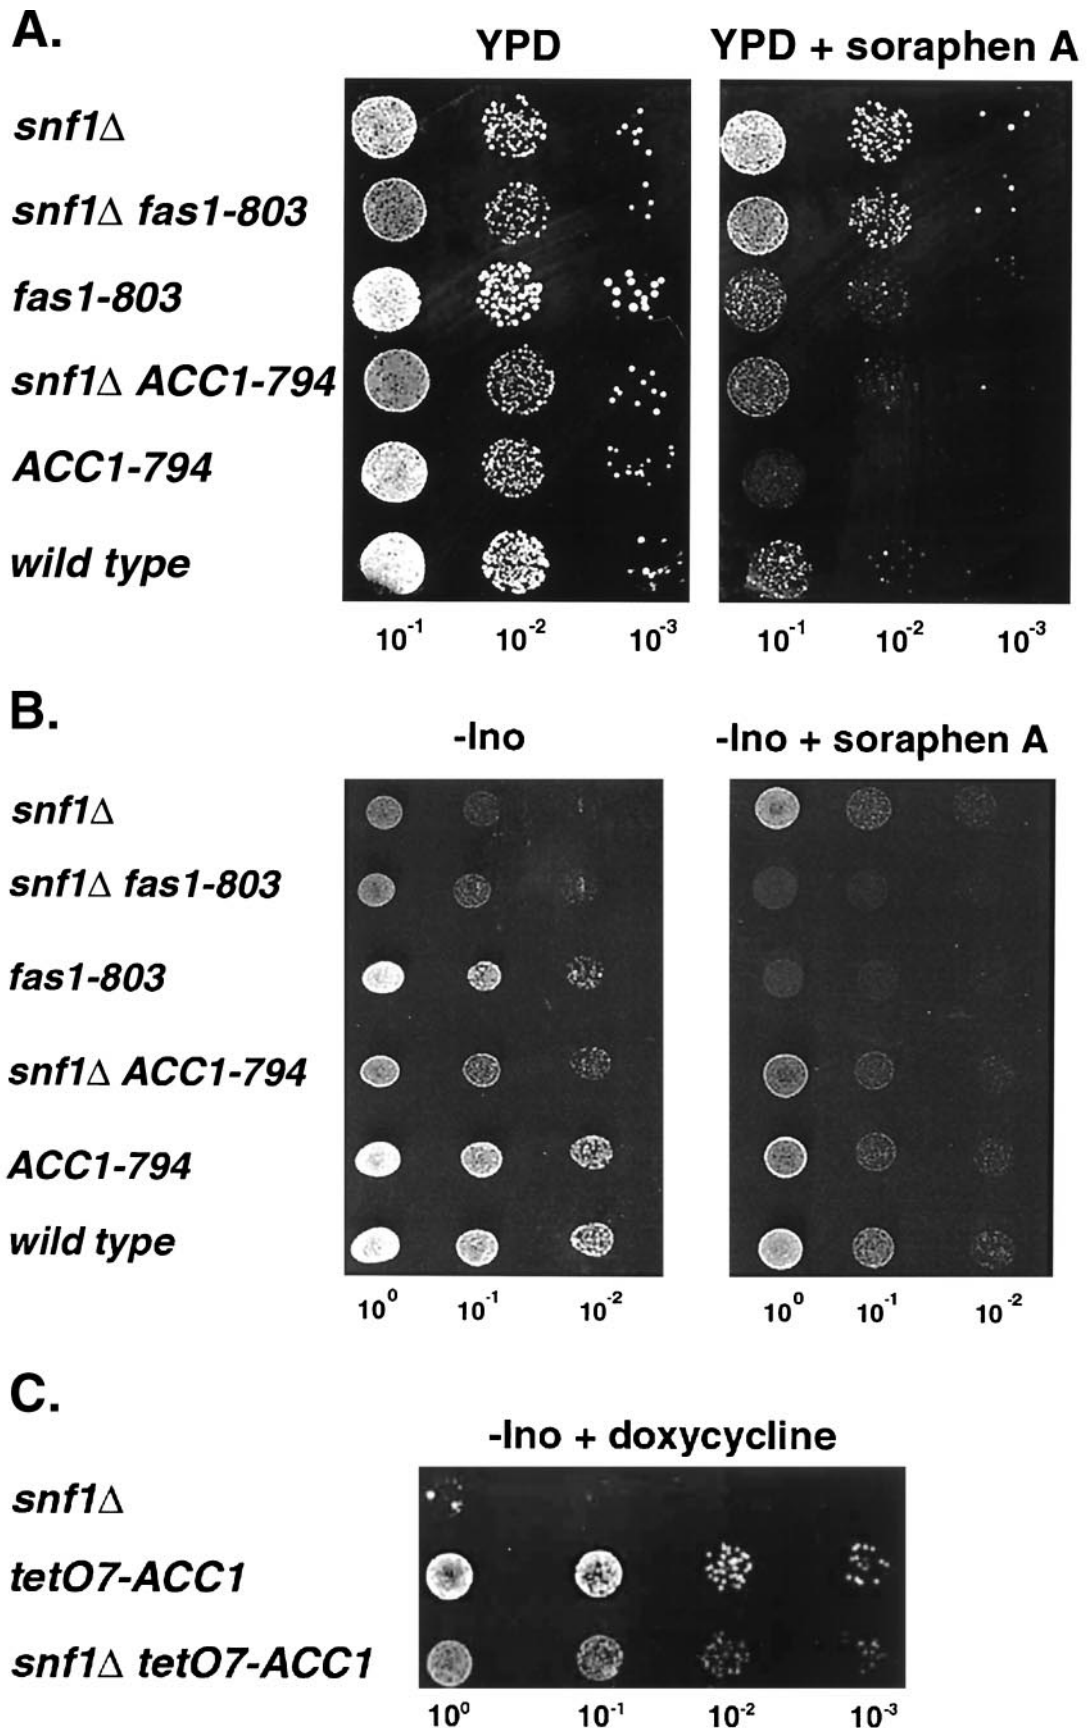 A.
YPD YPD + soraphen A
snf1Δ
snf1Δ fas1-803
fas1-803
snf1Δ ACC1-794
ACC1-794
wild type
10⁻¹ 10⁻² 10⁻³ 10⁻¹ 10⁻² 10⁻³
B.
-Ino -Ino + soraphen A
snf1Δ
snf1Δ fas1-803
fas1-803
snf1Δ ACC1-794
ACC1-794
wild type
10⁰ 10⁻¹ 10⁻² 10⁰ 10⁻¹ 10⁻²
C.
-Ino + doxycycline
snf1Δ
tetO7-ACC1
snf1Δ tetO7-ACC1
10⁰ 10⁻¹ 10⁻² 10⁻³